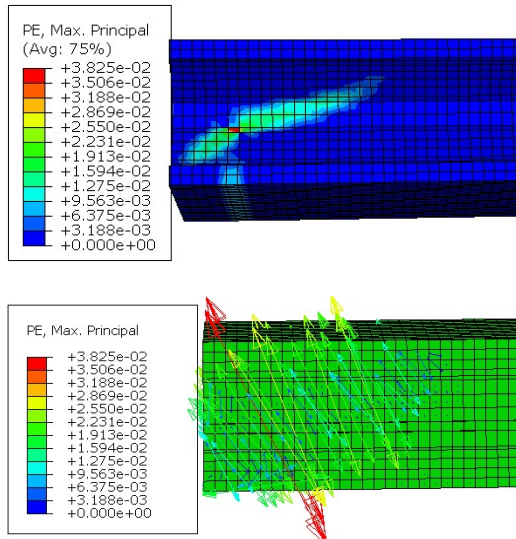 PE, Max. Principal
(Avg: 75%)
+3.825e-02
+3.506e-02
+3.188e-02
+2.869e-02
+2.550e-02
+2.231e-02
+1.913e-02
+1.594e-02
+1.275e-02
+9.563e-03
+6.375e-03
+3.188e-03
+0.000e+00
PE, Max. Principal
+3.825e-02
+3.506e-02
+3.188e-02
+2.869e-02
+2.550e-02
+2.231e-02
+1.913e-02
+1.594e-02
+1.275e-02
+9.563e-03
+6.375e-03
+3.188e-03
+0.000e+00